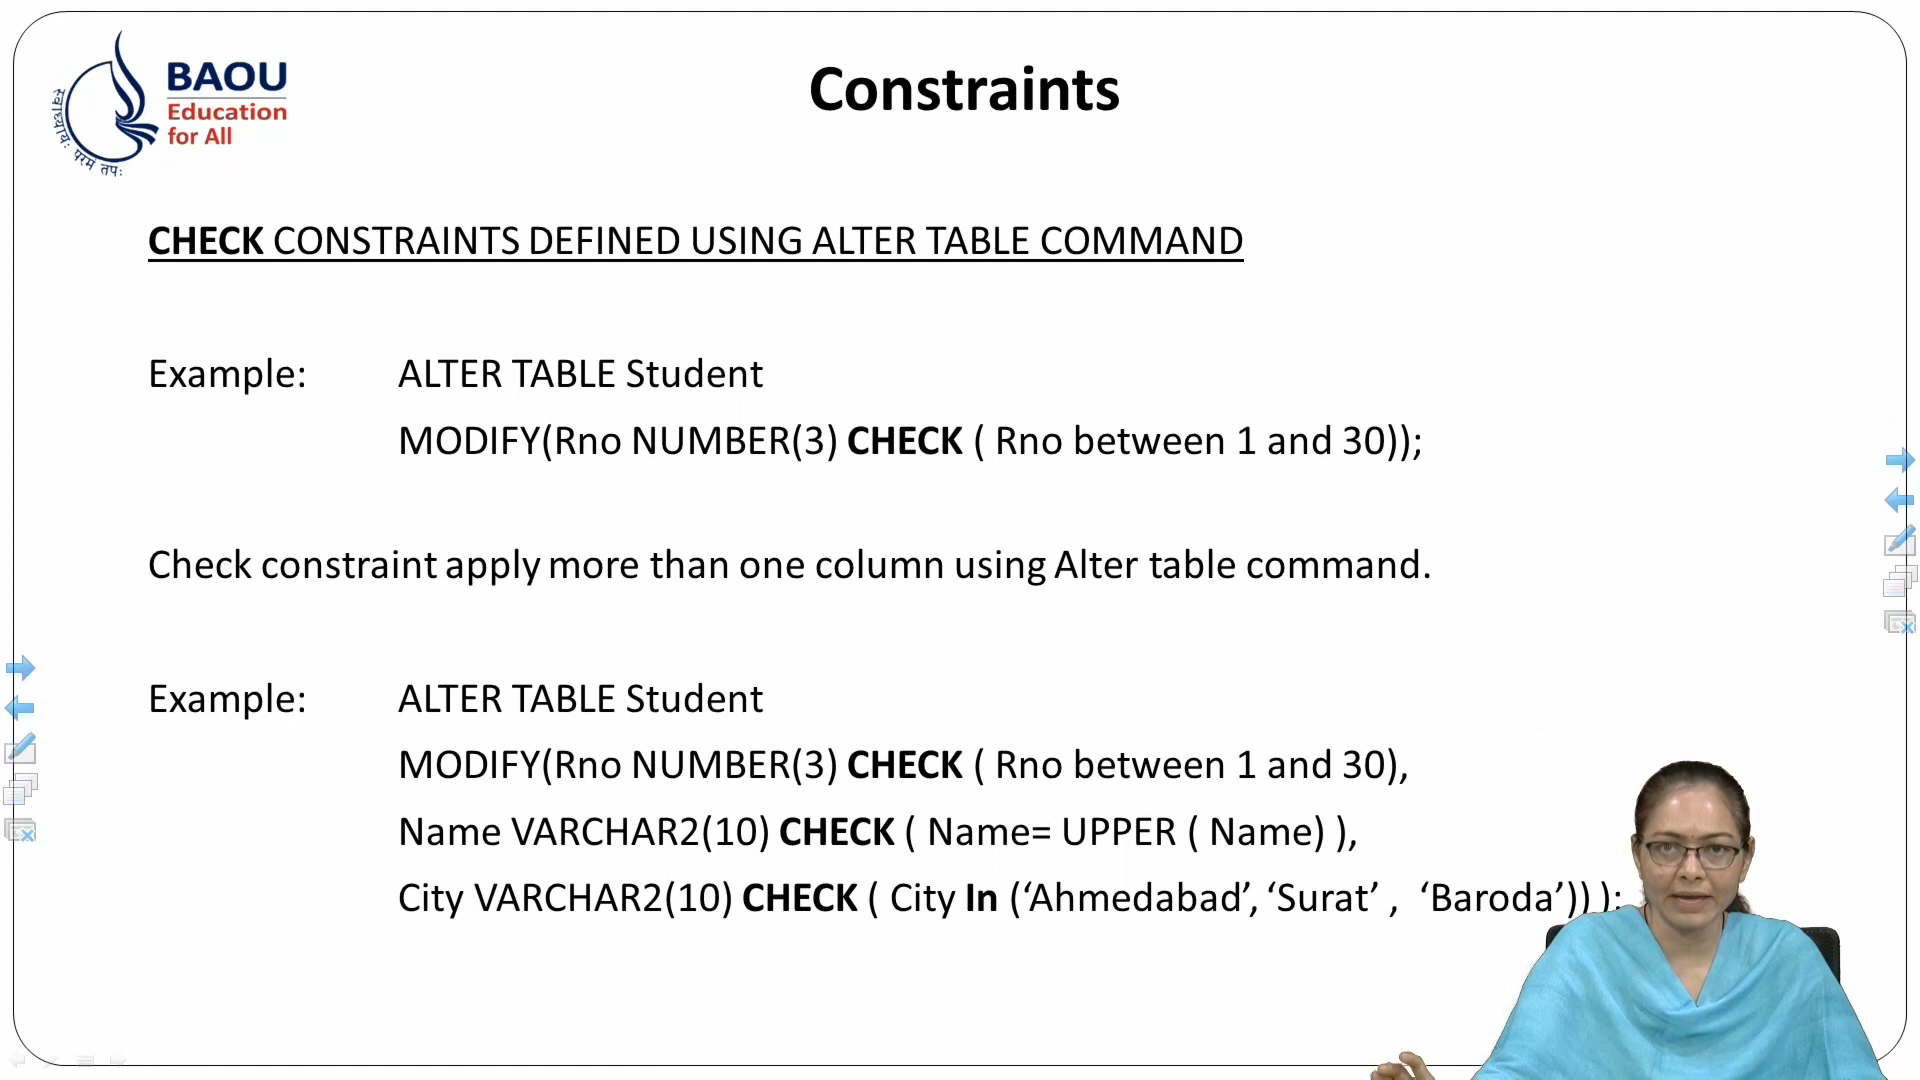 BAOU
Education
for All
स्वाध्यायः परमं तपः
Constraints
CHECK CONSTRAINTS DEFINED USING ALTER TABLE COMMAND
Example: ALTER TABLE Student
MODIFY(Rno NUMBER(3) CHECK ( Rno between 1 and 30));
Check constraint apply more than one column using Alter table command.
Example: ALTER TABLE Student
MODIFY(Rno NUMBER(3) CHECK ( Rno between 1 and 30),
Name VARCHAR2(10) CHECK ( Name= UPPER ( Name) ),
City VARCHAR2(10) CHECK ( City In (‘Ahmedabad’, ‘Surat’ , ‘Baroda’)) );